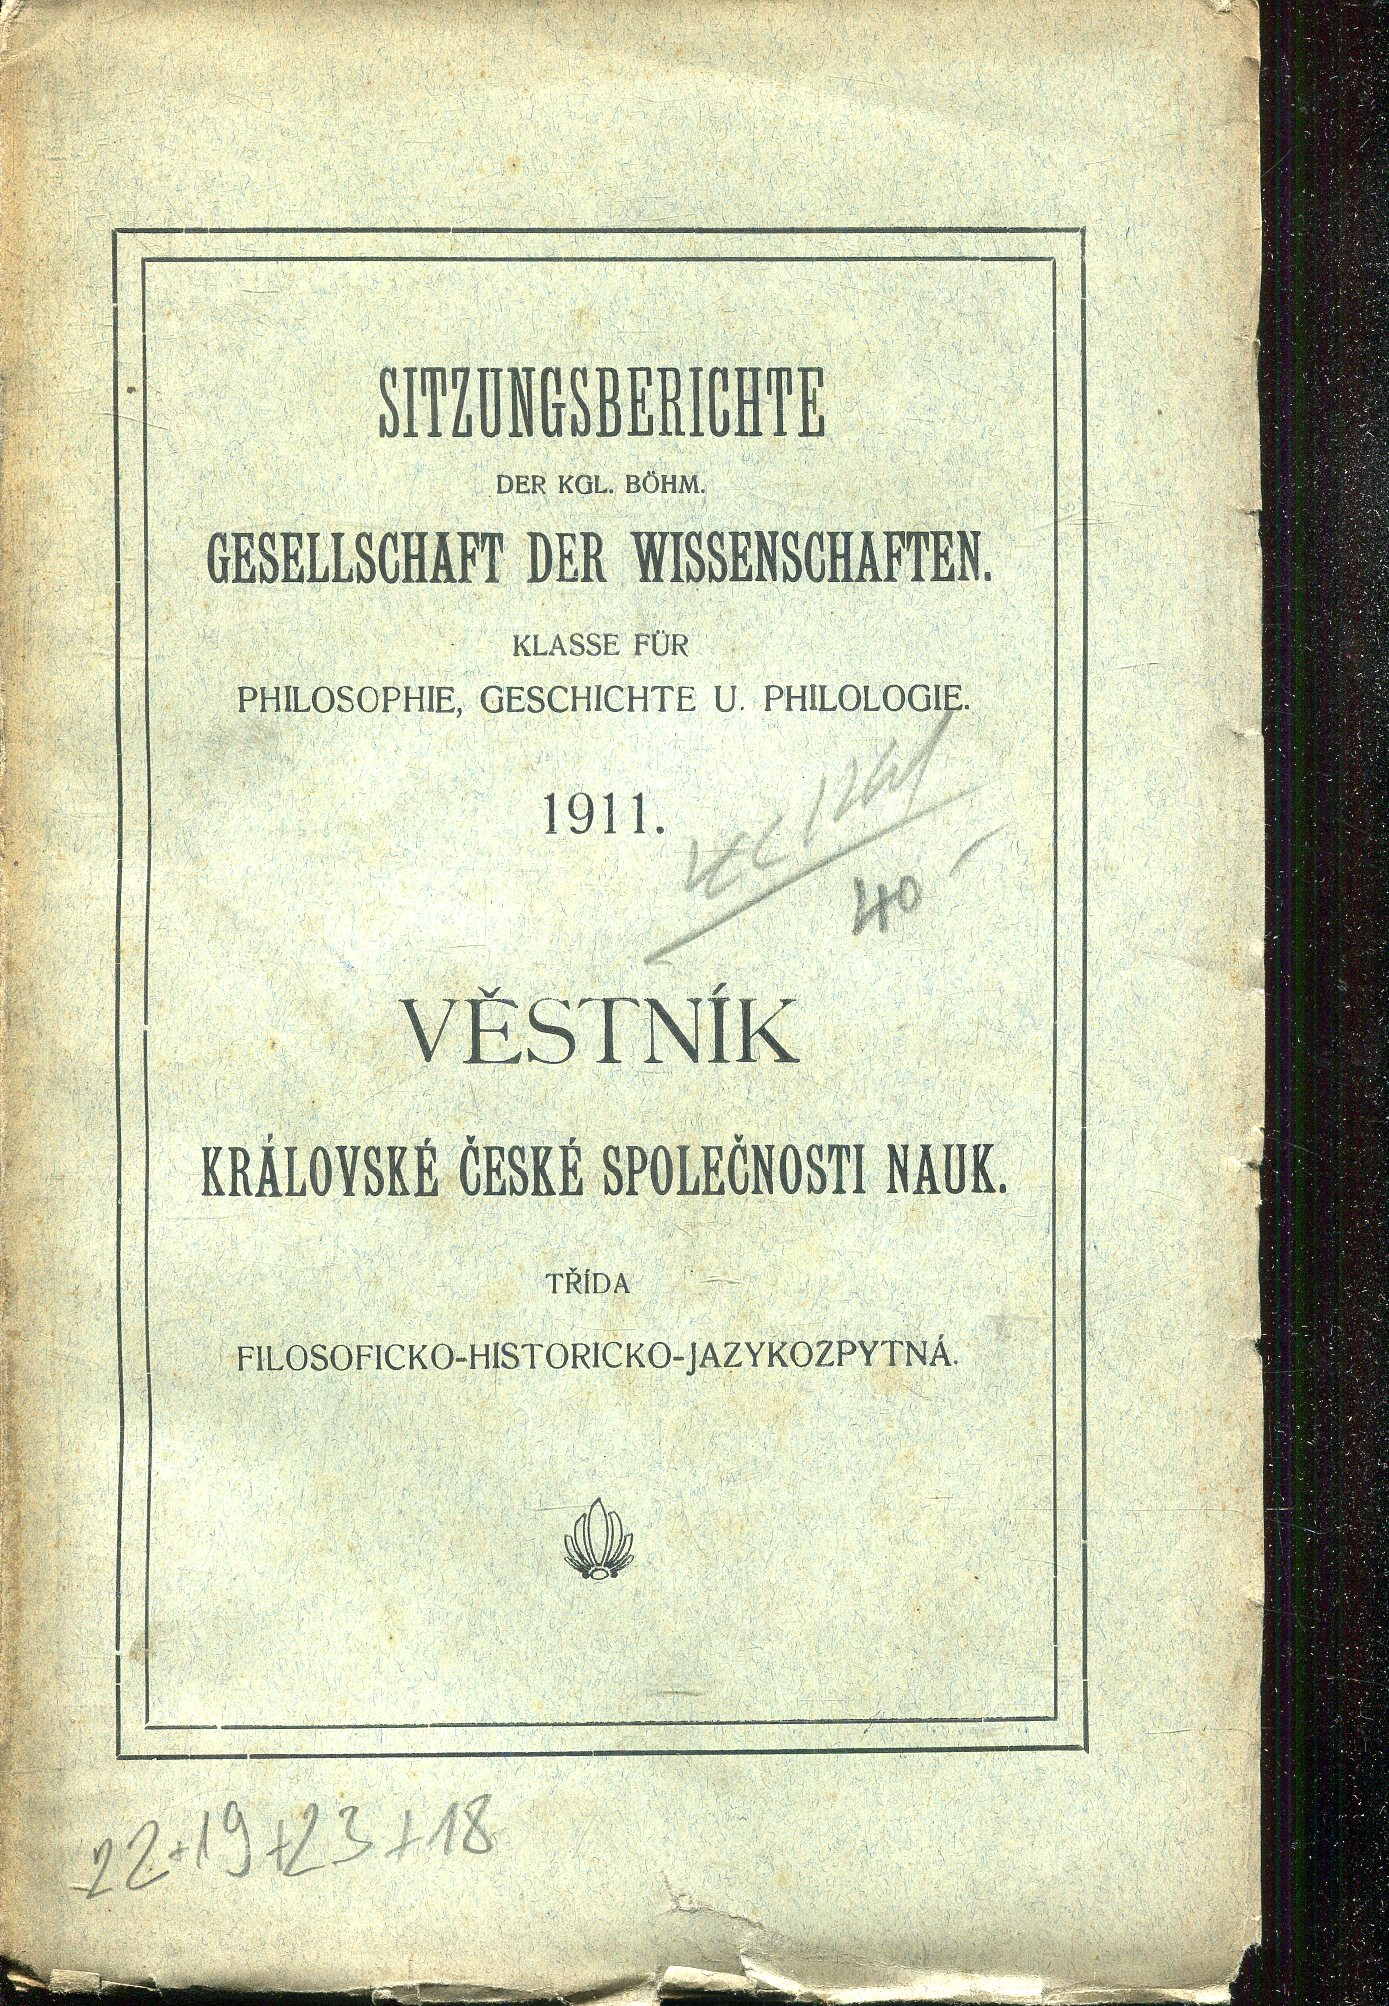 SITZUNGSBERICHTE
DER KGL. BÖHM.
GESELLSCHAFT DER WISSENSCHAFTEN.
KLASSE FÜR
PHILOSOPHIE, GESCHICHTE U. PHILOLOGIE.
1911.
40
VĚSTNÍK
KRÁLOVSKÉ ČESKÉ SPOLEČNOSTI NAUK.
TŘÍDA
FILOSOFICKO-HISTORICKO-JAZYKOZPYTNÁ.
22+19+23+18